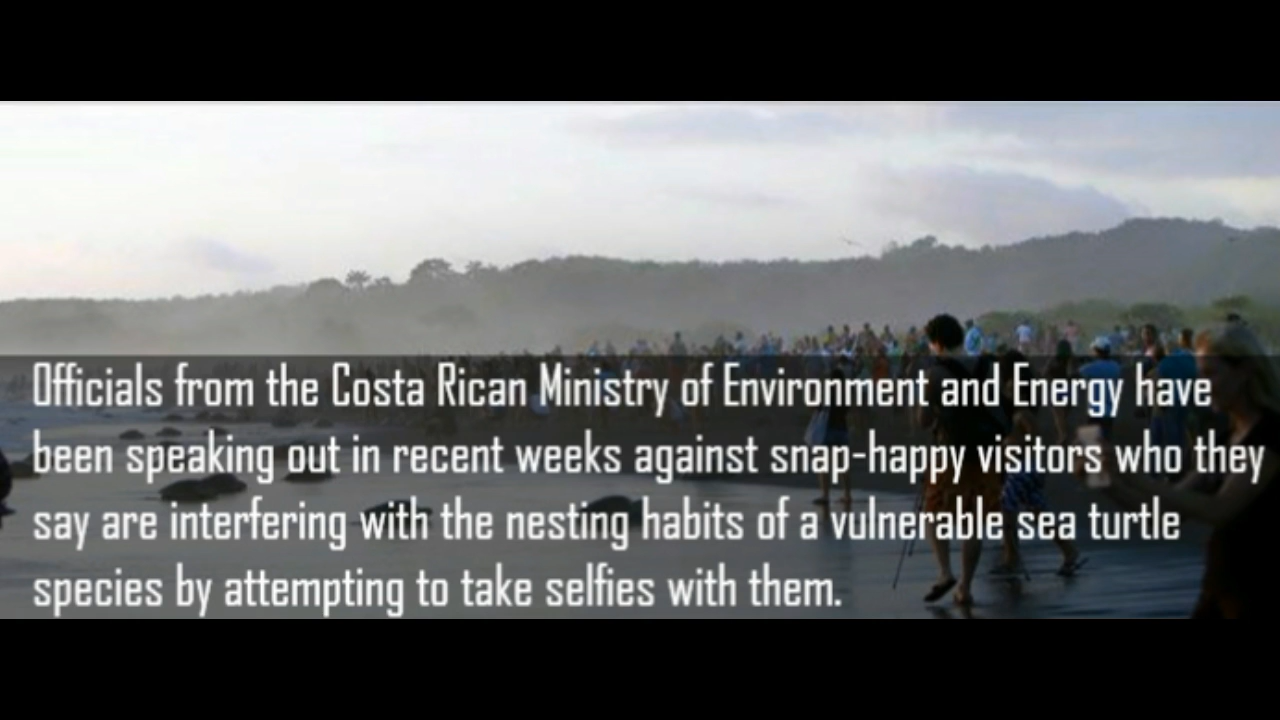 Officials from the Costa Rican Ministry of Environment and Energy have
been speaking out in recent weeks against snap-happy visitors who they
say are interfering with the nesting habits of a vulnerable sea turtle
species by attempting to take selfies with them.